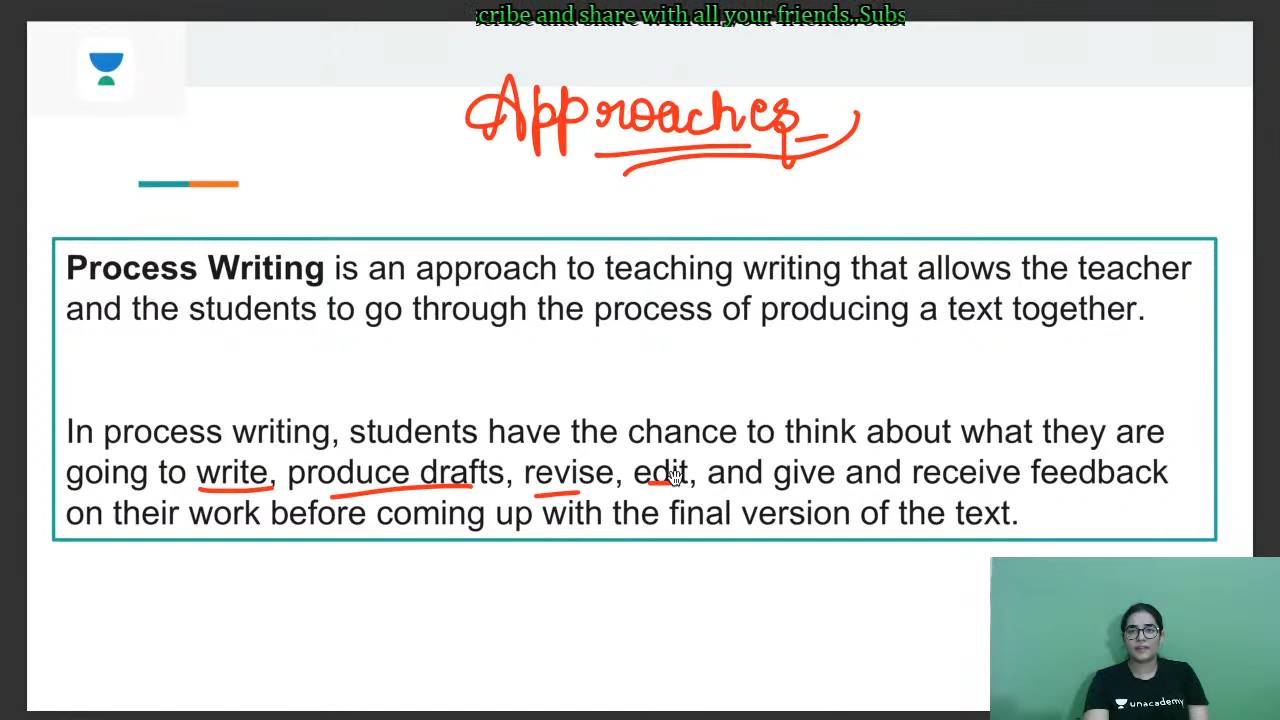 scribe and share with all your friends..Subs
Approaches
Process Writing is an approach to teaching writing that allows the teacher
and the students to go through the process of producing a text together.
In process writing, students have the chance to think about what they are
going to write, produce drafts, revise, edit, and give and receive feedback
on their work before coming up with the final version of the text.
unacademy